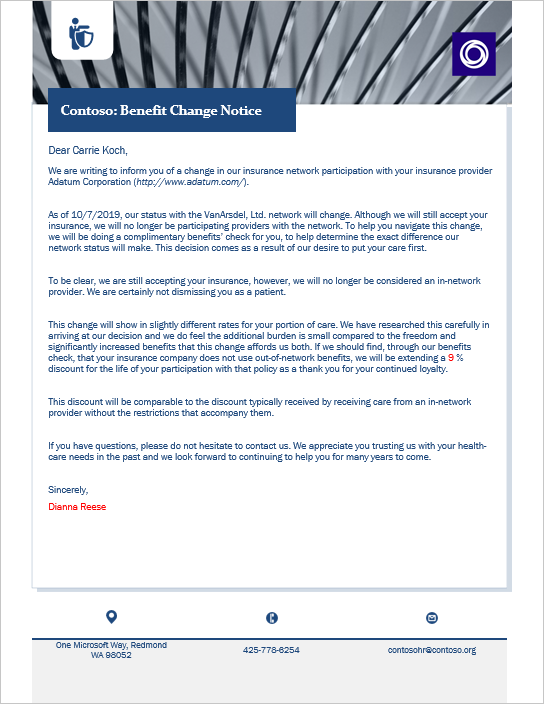 Contoso: Benefit Change Notice
Dear Carrie Koch,
We are writing to inform you of a change in our insurance network participation with your insurance provider
Adatum Corporation (http://www.adatum.com/).
As of 10/7/2019, our status with the VanArsdel, Ltd. network will change. Although we will still accept your
insurance, we will no longer be participating providers with the network. To help you navigate this change,
we will be doing a complimentary benefits' check for you, to help determine the exact difference our
network status will make. This decision comes as a result of our desire to put your care first.
To be clear, we are still accepting your insurance, however, we will no longer be considered an in-network
provider. We are certainly not dismissing you as a patient.
This change will show in slightly different rates for your portion of care. We have researched this carefully in
arriving at our decision and we do feel the additional burden is small compared to the freedom and
significantly increased benefits that this change affords us both. If we should find, through our benefits
check, that your insurance company does not use out-of-network benefits, we will be extending a 9 %
discount for the life of your participation with that policy as a thank you for your continued loyalty.
This discount will be comparable to the discount typically received by receiving care from an in-network
provider without the restrictions that accompany them.
If you have questions, please do not hesitate to contact us. We appreciate you trusting us with your health-
care needs in the past and we look forward to continuing to help you for many years to come.
Sincerely,
Dianna Reese
One Microsoft Way, Redmond
WA 98052
425-778-6254
contosohr@contoso.org